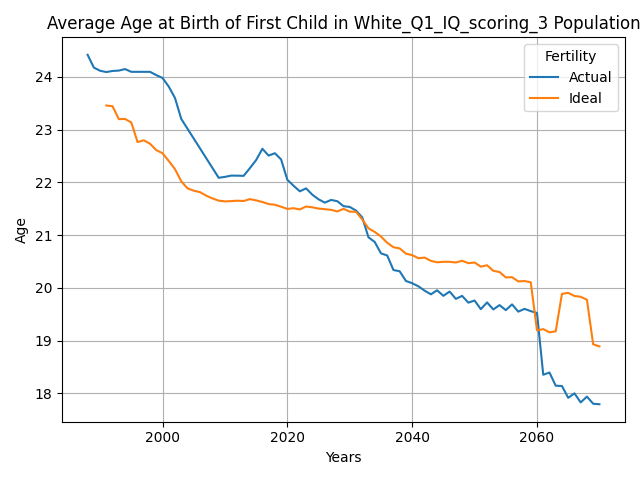 Average Age at Birth of First Child in White_Q1_IQ_scoring_3 Population
Fertility
Actual
Ideal
Age
24
23
22
21
20
19
18
2000
2020
2040
2060
Years